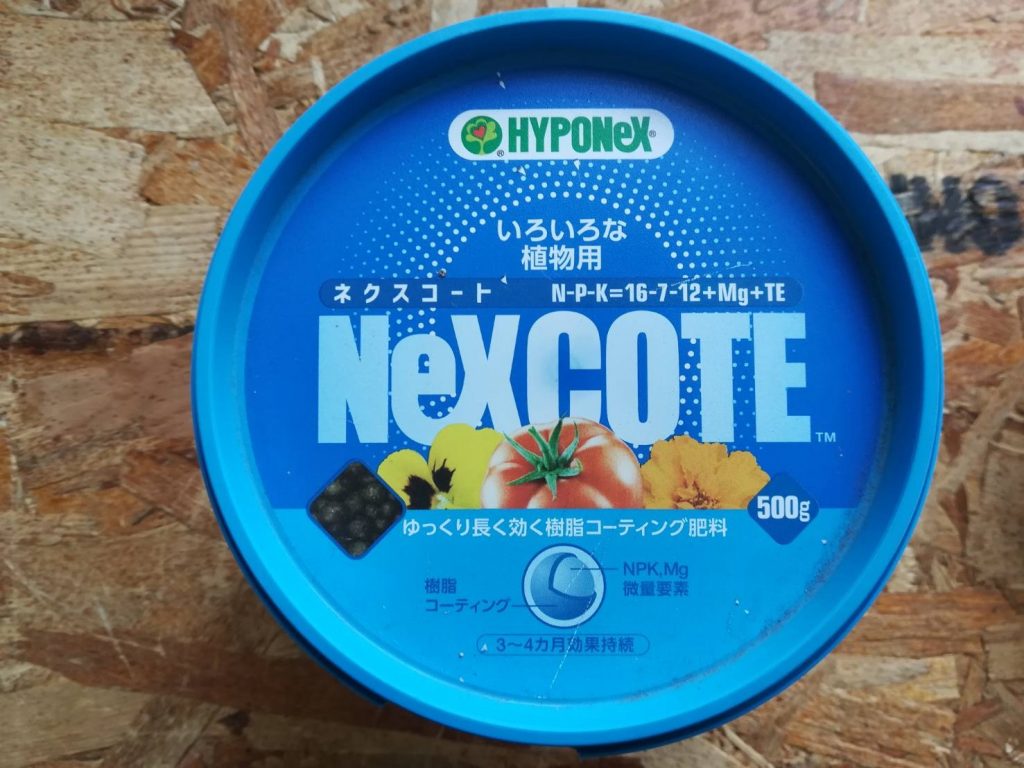 HYPONeX®
いろいろな
植物用
ネクスコート N-P-K=16-7-12+Mg+TE
NeXCOTE™
500g
ゆっくり長く効く樹脂コーティング肥料
NPK,Mg
微量要素
樹脂
コーティング
3〜4カ月効果持続